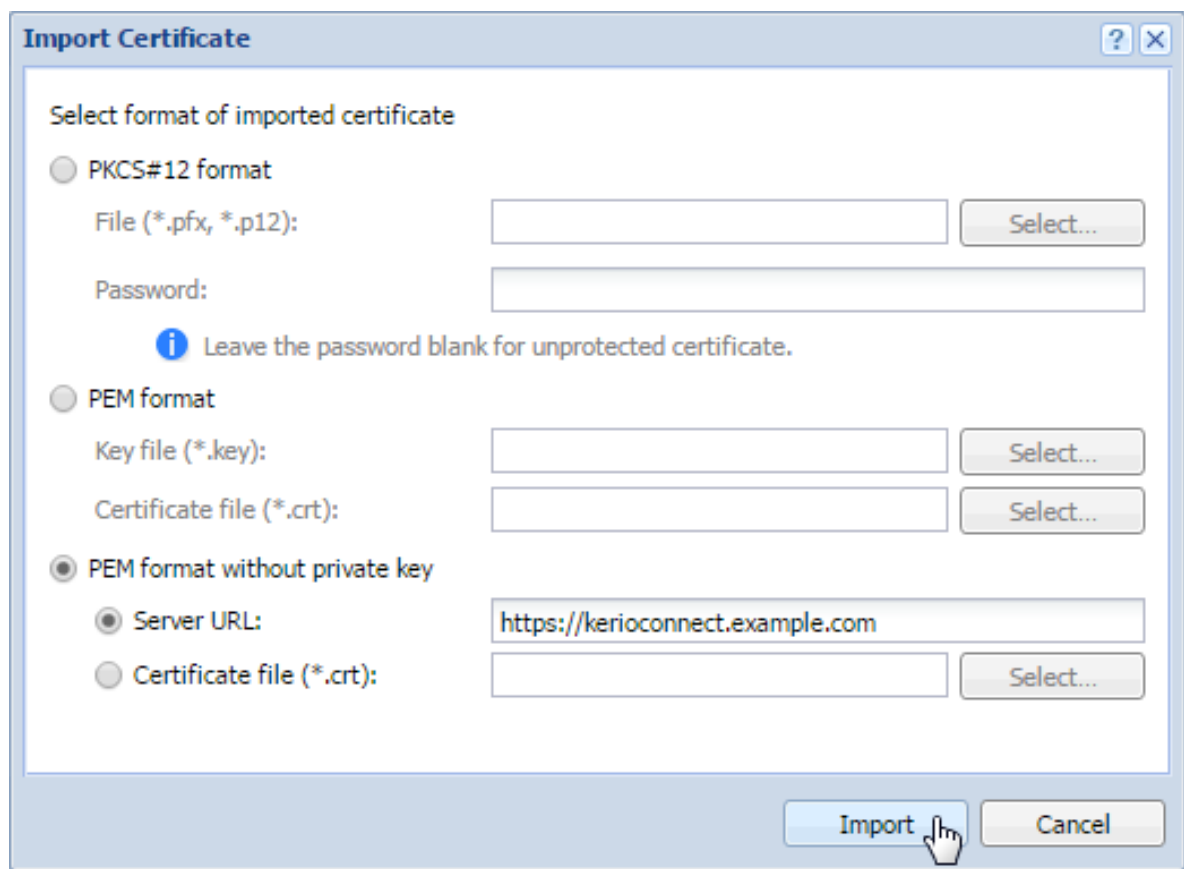 Import Certificate ? X
Select format of imported certificate
PKCS#12 format
File (*.pfx, *.p12): Select...
Password:
i Leave the password blank for unprotected certificate.
PEM format
Key file (*.key): Select...
Certificate file (*.crt): Select...
PEM format without private key
Server URL: https://kerioconnect.example.com
Certificate file (*.crt): Select...
Import Cancel